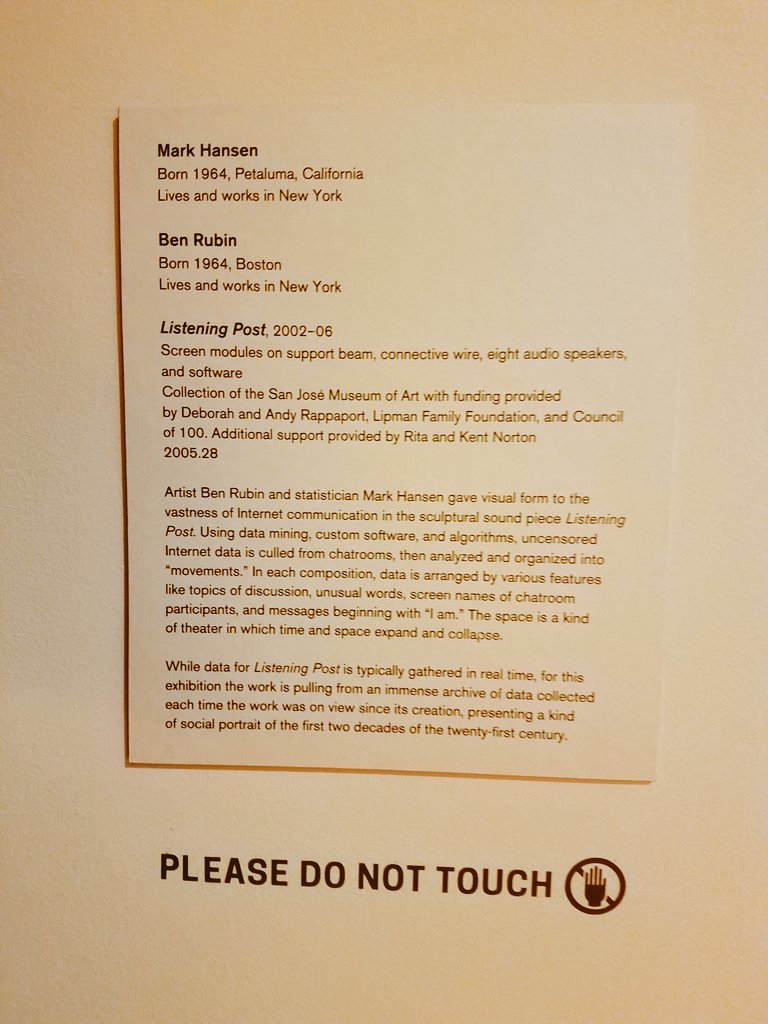 Mark Hansen
Born 1964, Petaluma, California
Lives and works in New York
Ben Rubin
Born 1964, Boston
Lives and works in New York
Listening Post, 2002–06
Screen modules on support beam, connective wire, eight audio speakers,
and software
Collection of the San José Museum of Art with funding provided
by Deborah and Andy Rappaport, Lipman Family Foundation, and Council
of 100. Additional support provided by Rita and Kent Norton
2005.28
Artist Ben Rubin and statistician Mark Hansen gave visual form to the
vastness of Internet communication in the sculptural sound piece Listening
Post. Using data mining, custom software, and algorithms, uncensored
Internet data is culled from chatrooms, then analyzed and organized into
“movements.” In each composition, data is arranged by various features
like topics of discussion, unusual words, screen names of chatroom
participants, and messages beginning with “I am.” The space is a kind
of theater in which time and space expand and collapse.
While data for Listening Post is typically gathered in real time, for this
exhibition the work is pulling from an immense archive of data collected
each time the work was on view since its creation, presenting a kind
of social portrait of the first two decades of the twenty-first century.
PLEASE DO NOT TOUCH